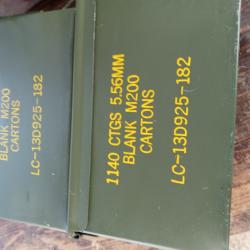 BLANK M200
CARTONS
LC-13D925-182
1140 CTGS 5.56MM
BLANK M200
CARTONS
LC-13D925-182